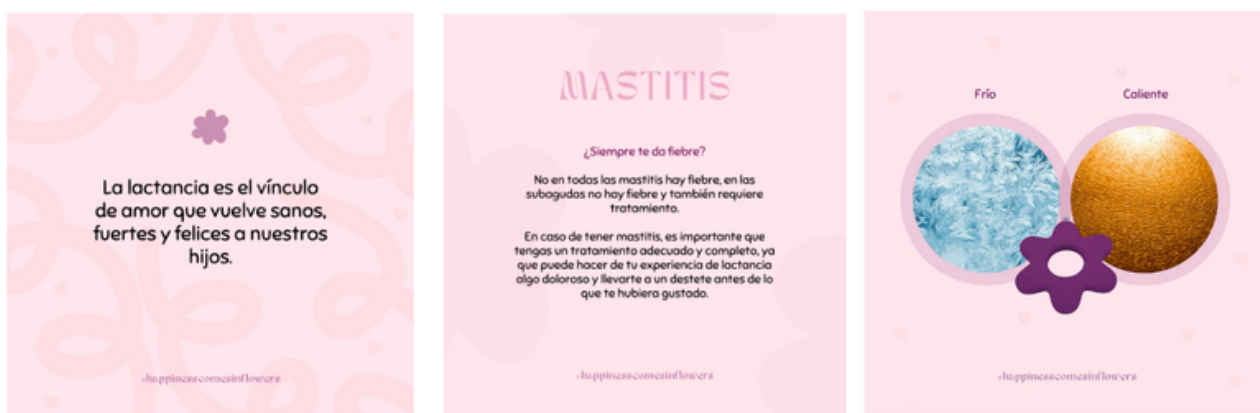 La lactancia es el vínculo
de amor que vuelve sanos,
fuertes y felices a nuestros
hijos.
#happinesscomesinflowers
MASTITIS
¿Siempre te da fiebre?
No en todas las mastitis hay fiebre, en las
subagudas no hay fiebre y también requiere
tratamiento.
En caso de tener mastitis, es importante que
tengas un tratamiento adecuado y completo, ya
que puede hacer de tu experiencia de lactancia
algo doloroso y llevarte a un destete antes de lo
que te hubiera gustado.
#happinesscomesinflowers
Frío
Caliente
#happinesscomesinflowers